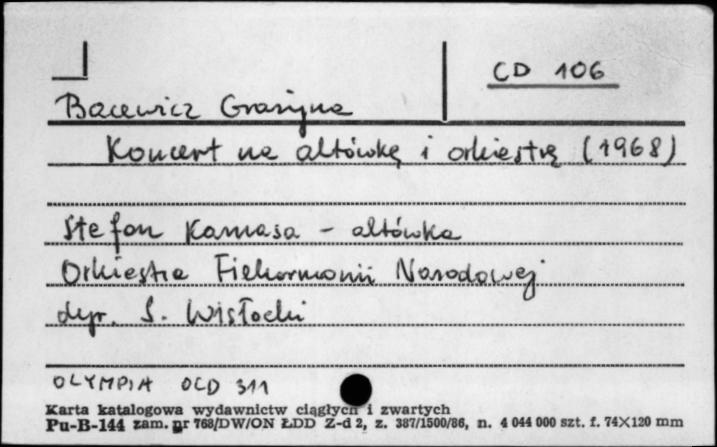 CD 106
Bacewicz Grażyna
Koncert na altówkę i orkiestrę (1968)
Stefan Kamasa - altówka
Orkiestra Filharmonii Narodowej
dyr. S. Wisłocki
OLYMPIA OCD 311
Karta katalogowa wydawnictw ciągłych i zwartych
Pu-B-144 zam. nr 768/DW/ON ŁDD Z-d 2, z. 387/1500/86, n. 4 044 000 szt. f. 74×120 mm